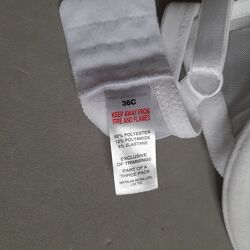 36C
KEEP AWAY FROM
FIRE AND FLAMES
82% POLYESTER
12% POLYAMIDE
6% ELASTANE
EXCLUSIVE
OF TRIMMINGS
PART OF A
THREE PACK